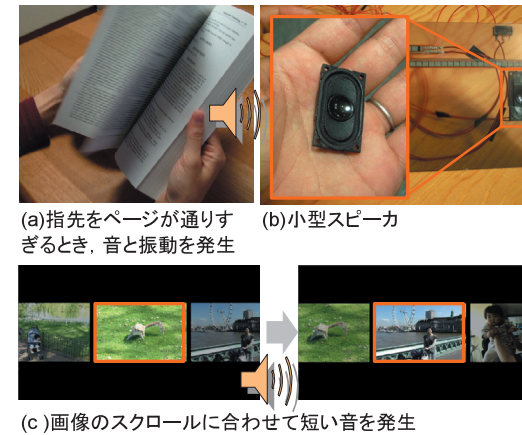 (a)指先をページが通りす
ぎるとき，音と振動を発生
(b)小型スピーカ
(c )画像のスクロールに合わせて短い音を発生